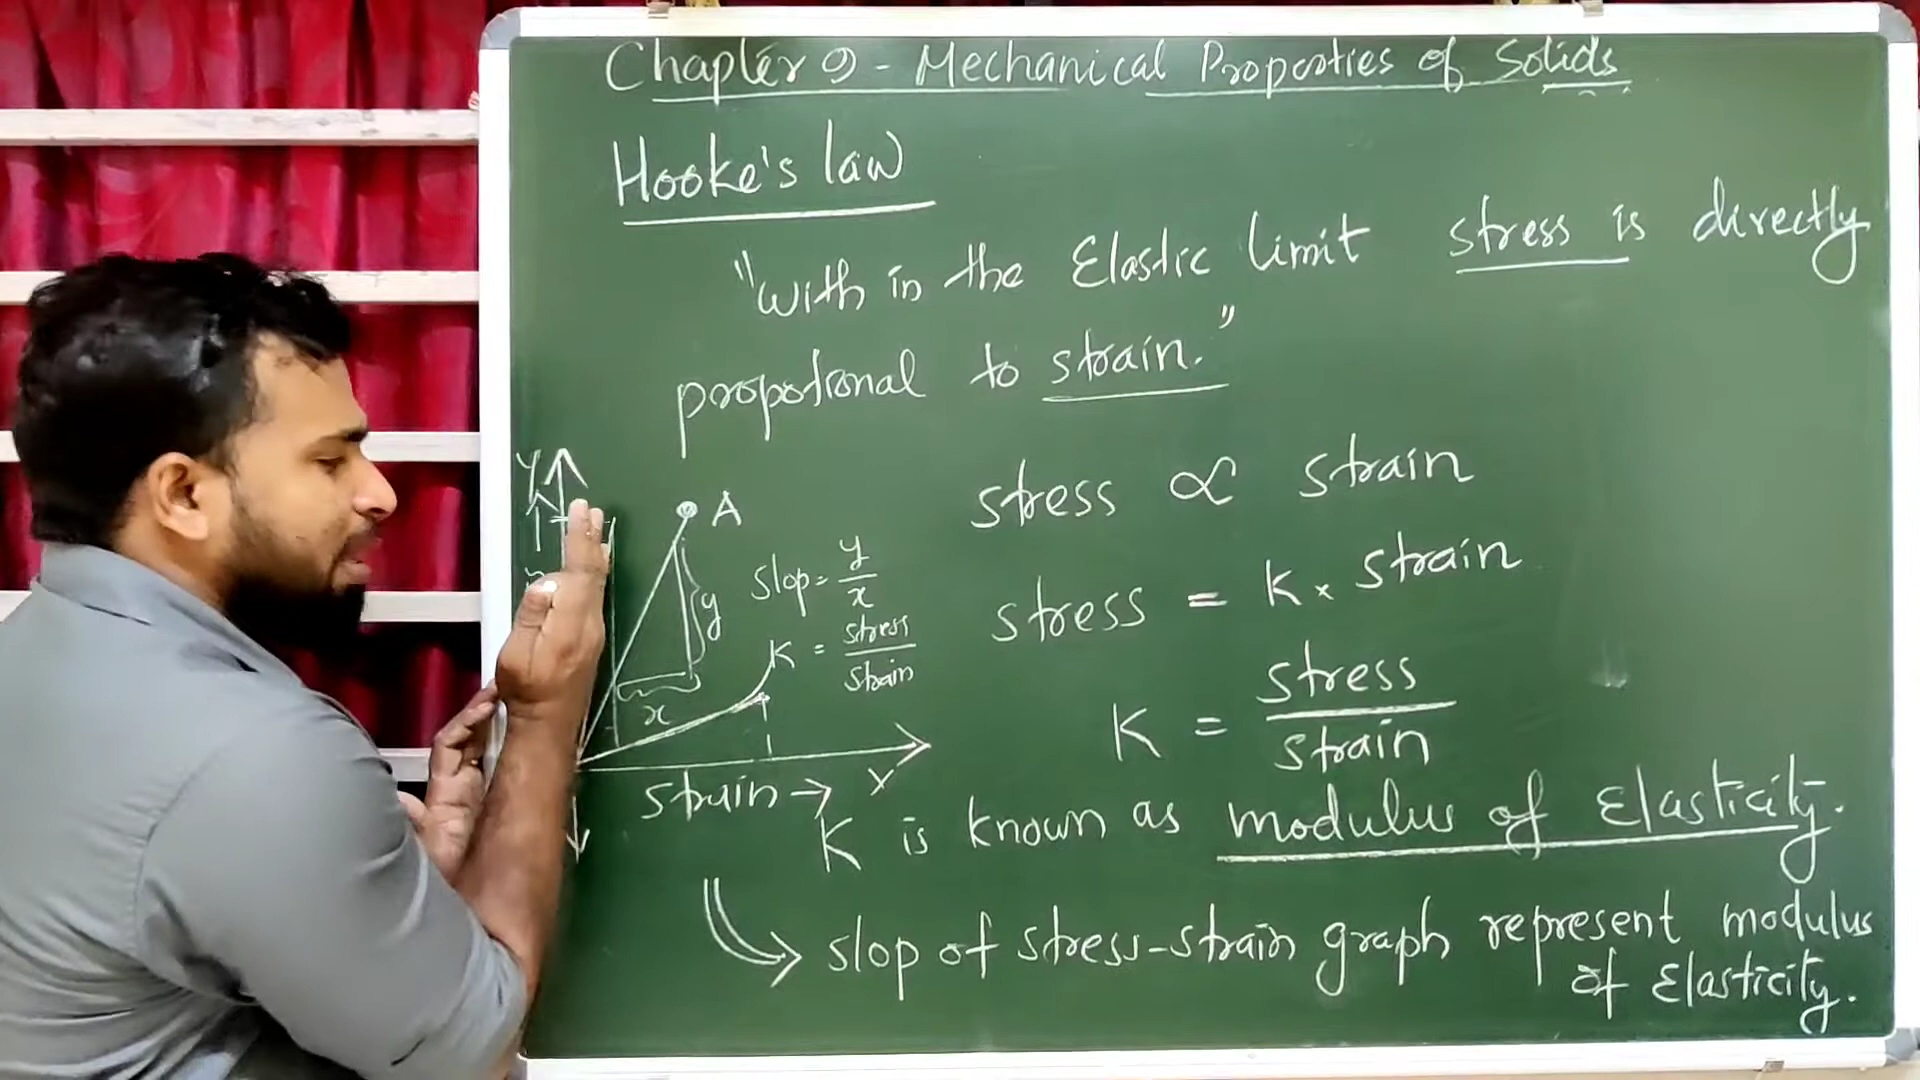 Chapter 9 - Mechanical Properties of Solids
Hooke's law
"with in the Elastic limit stress is directly
propotional to strain."
stress ∝ strain
stress = K × strain
K = stress / strain
K is known as modulus of Elasticity.
slop of stress-strain graph represent modulus
of Elasticity.
Y
A
y
x
Slop = y / x
K = stress / strain
strain → X